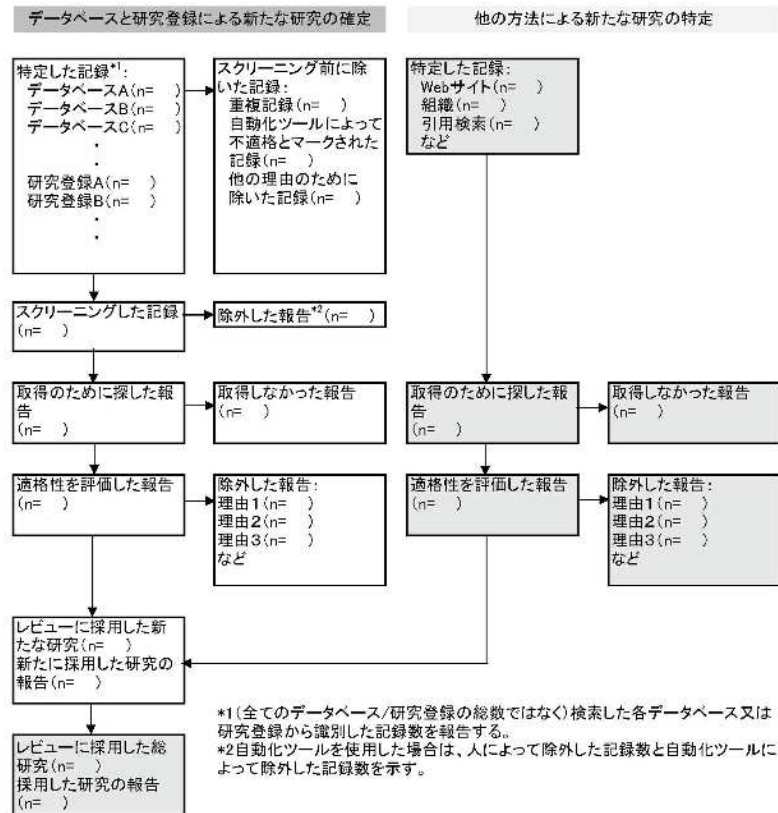 データベースと研究登録による新たな研究の確定
他の方法による新たな研究の特定
特定した記録*1:
データベースA(n=　)
データベースB(n=　)
データベースC(n=　)
・
・
研究登録A(n=　)
研究登録B(n=　)
・
・
スクリーニング前に除
いた記録:
重複記録(n=　)
自動化ツールによって
不適格とマークされた
記録(n=　)
他の理由のために
除いた記録(n=　)
特定した記録:
Webサイト(n=　)
組織(n=　)
引用検索(n=　)
など
スクリーニングした記録
(n=　)
除外した報告*2(n=　)
取得のために探した報
告
(n=　)
取得しなかった報告
(n=　)
取得のために探した報
告
(n=　)
取得しなかった報告
(n=　)
適格性を評価した報告
(n=　)
除外した報告:
理由1(n=　)
理由2(n=　)
理由3(n=　)
など
適格性を評価した報告
(n=　)
除外した報告:
理由1(n=　)
理由2(n=　)
理由3(n=　)
など
レビューに採用した新
たな研究(n=　)
新たに採用した研究の
報告(n=　)
レビューに採用した総
研究(n=　)
採用した研究の報告
(n=　)
*1(全てのデータベース/研究登録の総数ではなく)検索した各データベース又は
研究登録から識別した記録数を報告する。
*2自動化ツールを使用した場合は、人によって除外した記録数と自動化ツールに
よって除外した記録数を示す。